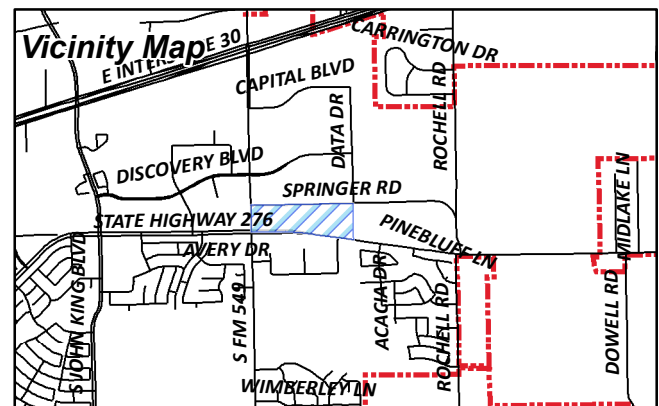 Vicinity Map
E INTERSTATE 30
CARRINGTON DR
CAPITAL BLVD
ROCHELL RD
DATA DR
DISCOVERY BLVD
SPRINGER RD
MIDLAKE LN
STATE HIGHWAY 276
PINEBLUFF LN
AVERY DR
S JOHN KING BLVD
S FM 549
ACACIA DR
ROCHELL RD
DOWELL RD
WIMBERLEY LN